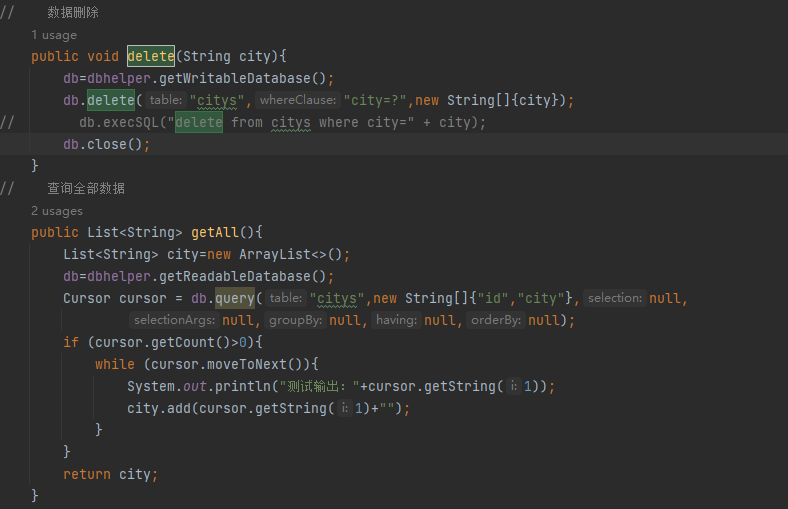 //    数据删除
1 usage
public void delete(String city){
    db=dbhelper.getWritableDatabase();
    db.delete( table: "citys", whereClause: "city=?",new String[]{city});
//      db.execSQL("delete from citys where city=" + city);
    db.close();
}
//    查询全部数据
2 usages
public List<String> getAll(){
    List<String> city=new ArrayList<>();
    db=dbhelper.getReadableDatabase();
    Cursor cursor = db.query( table: "citys",new String[]{"id","city"}, selection: null,
            selectionArgs: null, groupBy: null, having: null, orderBy: null);
    if (cursor.getCount()>0){
        while (cursor.moveToNext()){
            System.out.println("测试输出："+cursor.getString( i: 1));
            city.add(cursor.getString( i: 1)+"");
        }
    }
    return city;
}